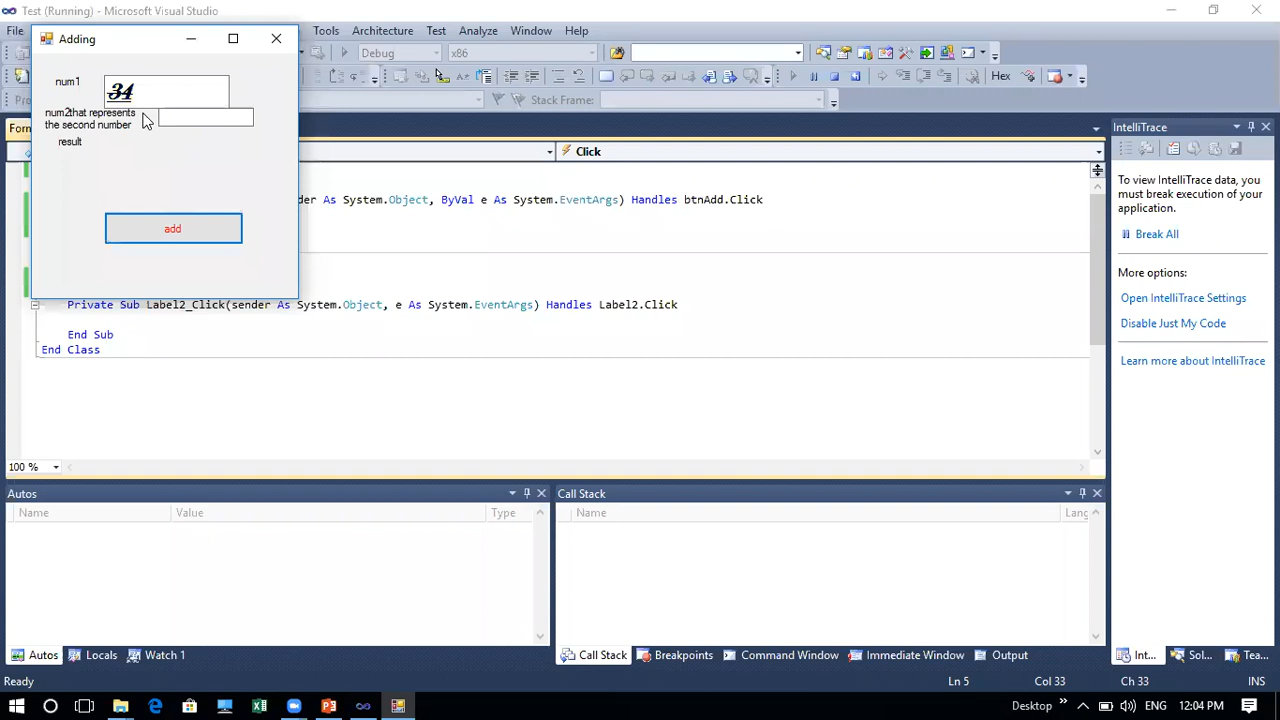 Test (Running) - Microsoft Visual Studio
File
Tools
Architecture
Test
Analyze
Window
Help
Adding
num1
34
num2that represents
the second number
result
add
Debug
x86
Hex
Stack Frame:
Click
As System.Object, ByVal e As System.EventArgs) Handles btnAdd.Click
Private Sub Label2_Click(sender As System.Object, e As System.EventArgs) Handles Label2.Click
End Sub
End Class
100 %
IntelliTrace
To view IntelliTrace data, you
must break execution of your
application.
Break All
More options:
Open IntelliTrace Settings
Disable Just My Code
Learn more about IntelliTrace
Autos
Name
Value
Type
Call Stack
Name
Lang
Autos
Locals
Watch 1
Call Stack
Breakpoints
Command Window
Immediate Window
Output
Int...
Sol...
Tea...
Ready
Ln 5
Col 33
Ch 33
INS
Desktop
ENG
12:04 PM